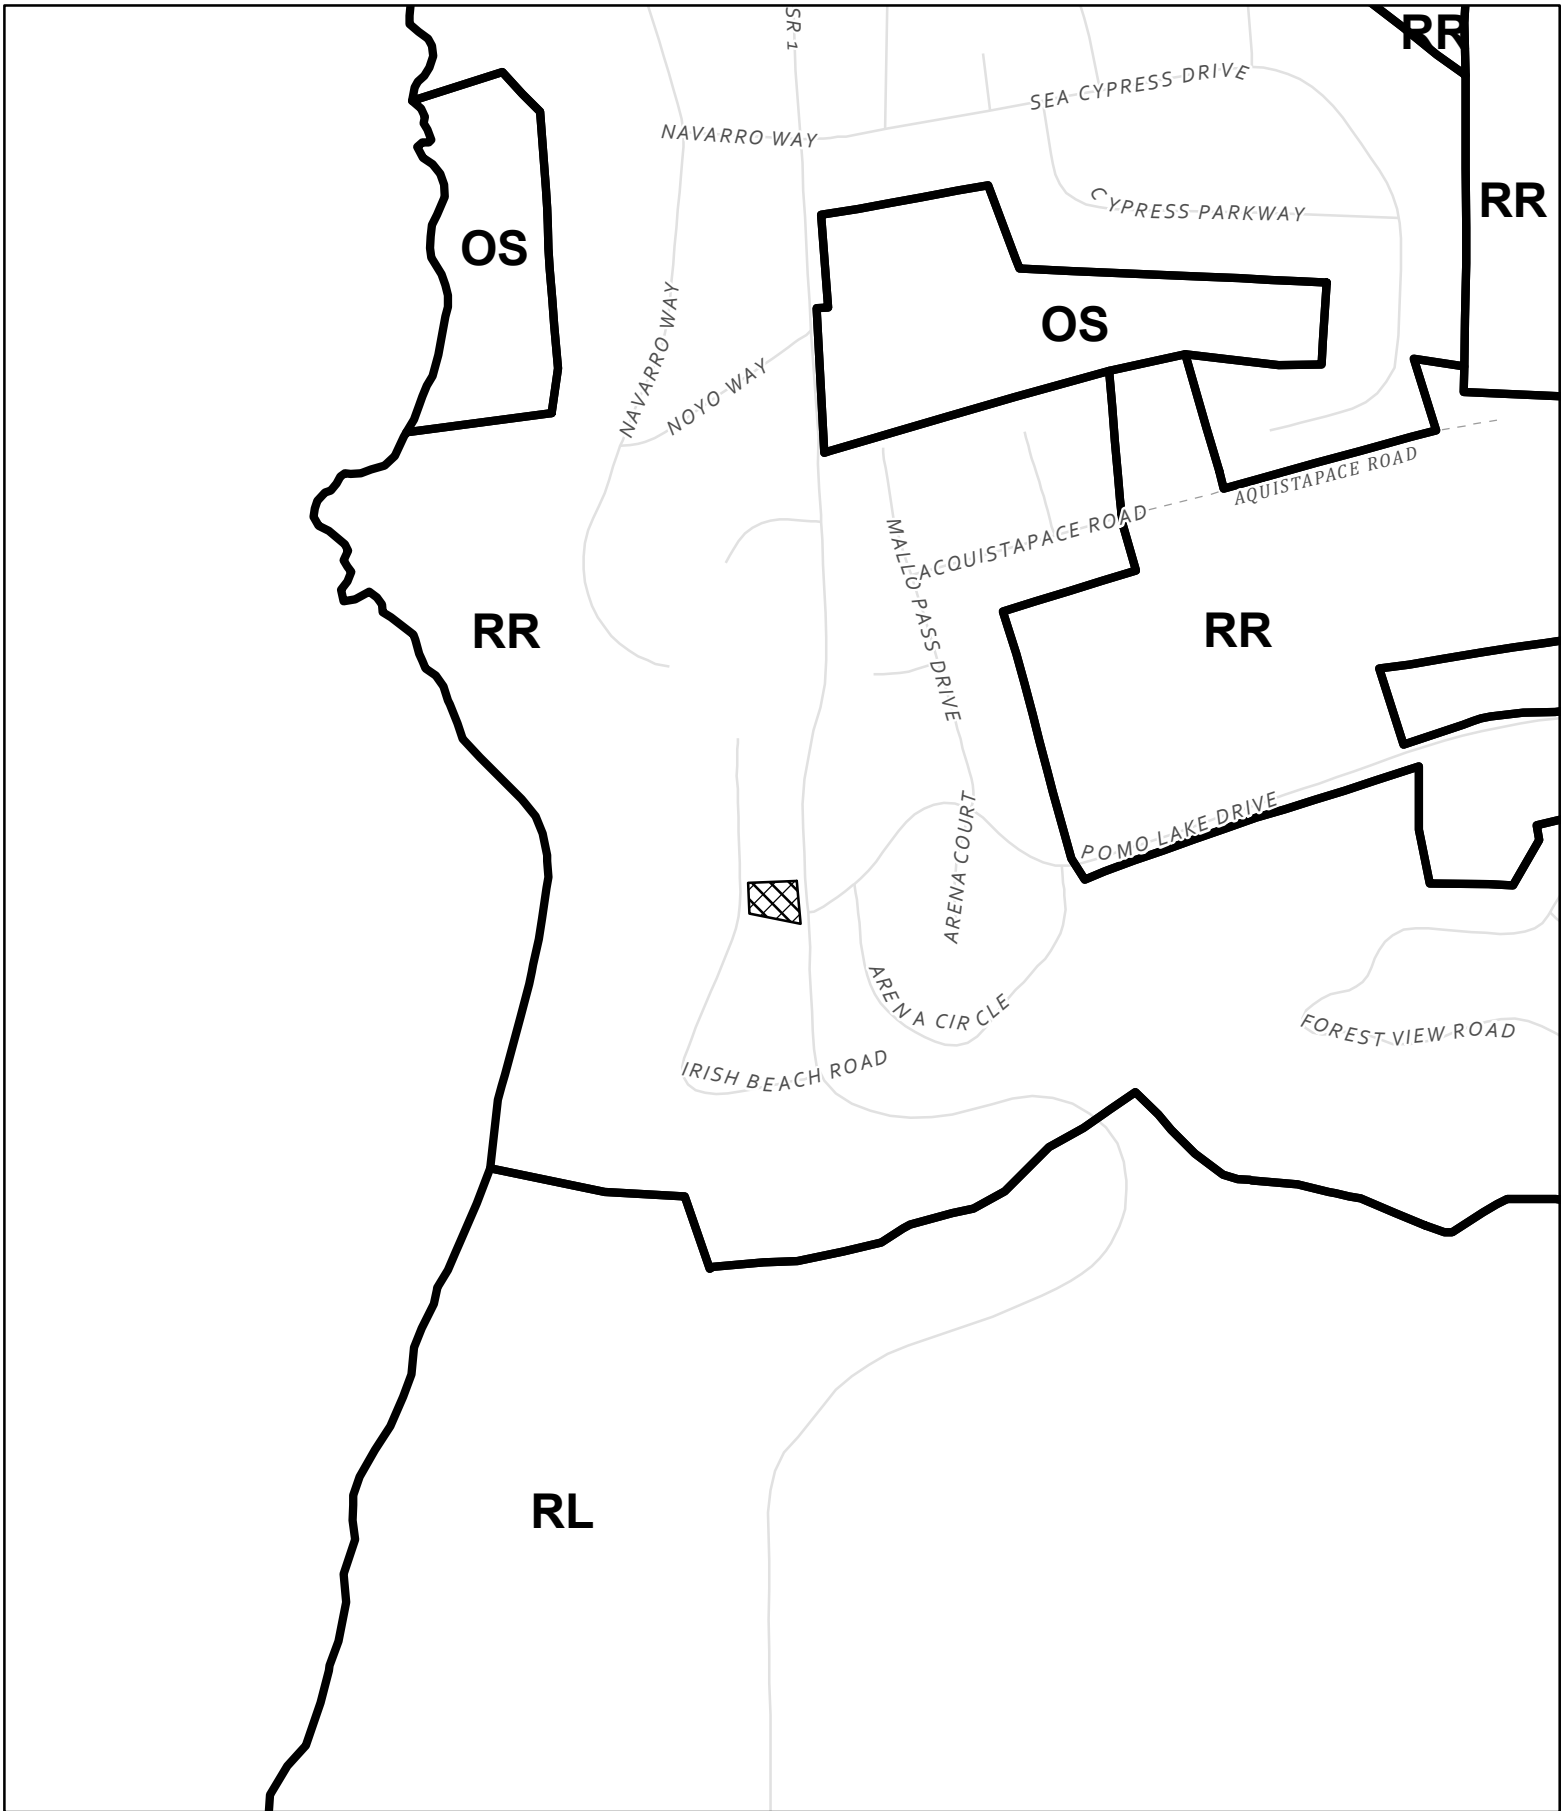 SR 1
RR
SEA CYPRESS DRIVE
NAVARRO WAY
RR
CYPRESS PARKWAY
OS
OS
NAVARRO WAY
NOYO WAY
AQUISTAPACE ROAD
ACQUISTAPACE ROAD
MALLO PASS DRIVE
RR
RR
POMO LAKE DRIVE
ARENA COURT
ARENA CIRCLE
FOREST VIEW ROAD
IRISH BEACH ROAD
RL